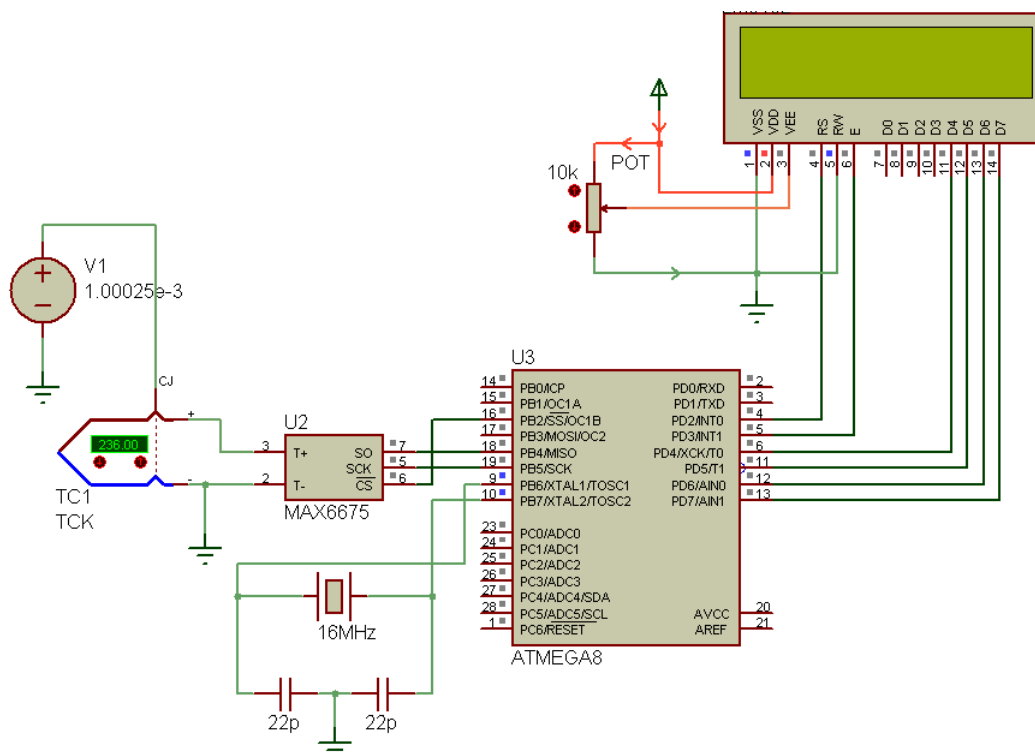 VSS
VDD
VEE
RS
RW
E
D0
D1
D2
D3
D4
D5
D6
D7
1
2
3
4
5
6
7
8
9
10
11
12
13
14
POT
10k
V1
1.00025e-3
CJ
+
-
236.00
TC1
TCK
U2
3 T+
2 T-
SO 7
SCK 5
CS 6
MAX6675
U3
14 PB0/ICP
15 PB1/OC1A
16 PB2/SS/OC1B
17 PB3/MOSI/OC2
18 PB4/MISO
19 PB5/SCK
9 PB6/XTAL1/TOSC1
10 PB7/XTAL2/TOSC2
23 PC0/ADC0
24 PC1/ADC1
25 PC2/ADC2
26 PC3/ADC3
27 PC4/ADC4/SDA
28 PC5/ADC5/SCL
1 PC6/RESET
PD0/RXD 2
PD1/TXD 3
PD2/INT0 4
PD3/INT1 5
PD4/XCK/T0 6
PD5/T1 11
PD6/AIN0 12
PD7/AIN1 13
AVCC 20
AREF 21
ATMEGA8
16MHz
22p
22p